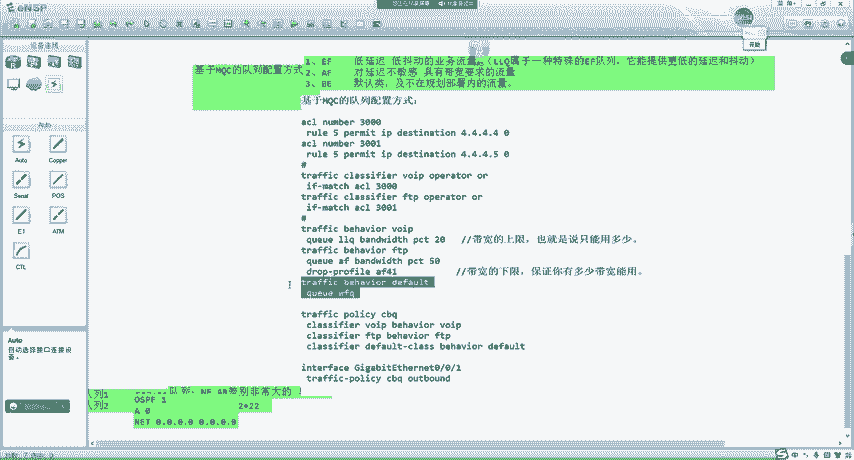 eNSP
设备连线
基于MQC的队列配置方式
1、EF 低延迟 低抖动的业务流量。(LLQ属于一种特殊的EF队列，它能提供更低的延迟和抖动)
2、AF 对延迟不敏感 具有带宽要求的流量
3、BE 默认类，及不在规划部署内的流量。
基于MQC的队列配置方式：
acl number 3000
rule 5 permit ip destination 4.4.4.4 0
acl number 3001
rule 5 permit ip destination 4.4.4.5 0
#
traffic classifier voip operator or
if-match acl 3000
traffic classifier ftp operator or
if-match acl 3001
#
traffic behavior voip
queue llq bandwidth pct 20 //带宽的上限，也就是说只能用多少。
traffic behavior ftp
queue af bandwidth pct 50
drop-profile af41 //带宽的下限，保证你有多少带宽能用。
traffic behavior default
queue wfq
traffic policy cbq
classifier voip behavior voip
classifier ftp behavior ftp
classifier default-class behavior default
interface GigabitEthernet0/0/1
traffic-policy cbq outbound
Auto
Auto
Copper
Serial
POS
E1
ATM
CTL
Auto
自动选择接口连接设备。
队列1
队列2
OSPF 1
A 0
NET 0.0.0.0 0.0.0.0
2*22
开始